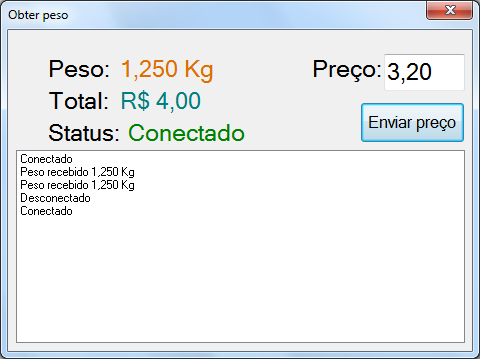 Obter peso
Peso: 1,250 Kg
Preço: 3,20
Total: R$ 4,00
Enviar preço
Status: Conectado
Conectado
Peso recebido 1,250 Kg
Peso recebido 1,250 Kg
Desconectado
Conectado